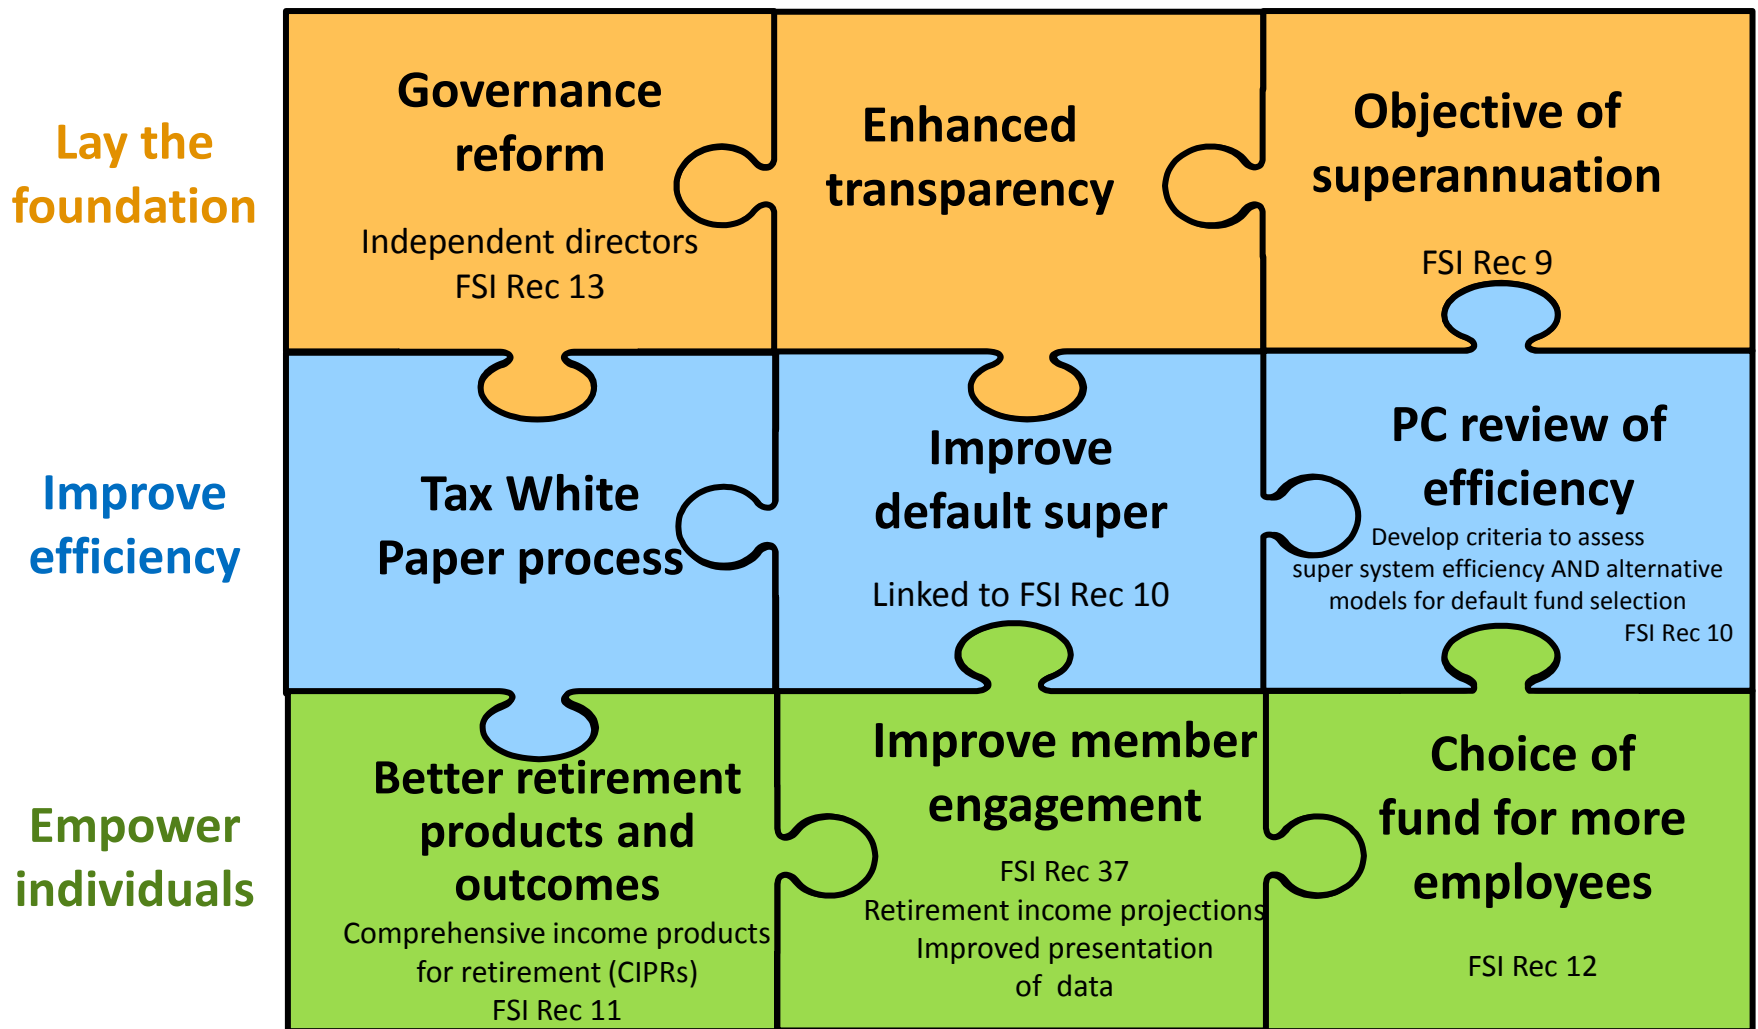 Lay the
foundation
Governance
reform
Independent directors
FSI Rec 13
Enhanced
transparency
Objective of
superannuation
FSI Rec 9
Improve
efficiency
Tax White
Paper process
Improve
default super
Linked to FSI Rec 10
PC review of
efficiency
Develop criteria to assess
super system efficiency AND alternative
models for default fund selection
FSI Rec 10
Empower
individuals
Better retirement
products and
outcomes
Comprehensive income products
for retirement (CIPRs)
FSI Rec 11
Improve member
engagement
FSI Rec 37
Retirement income projections
Improved presentation
of data
Choice of
fund for more
employees
FSI Rec 12